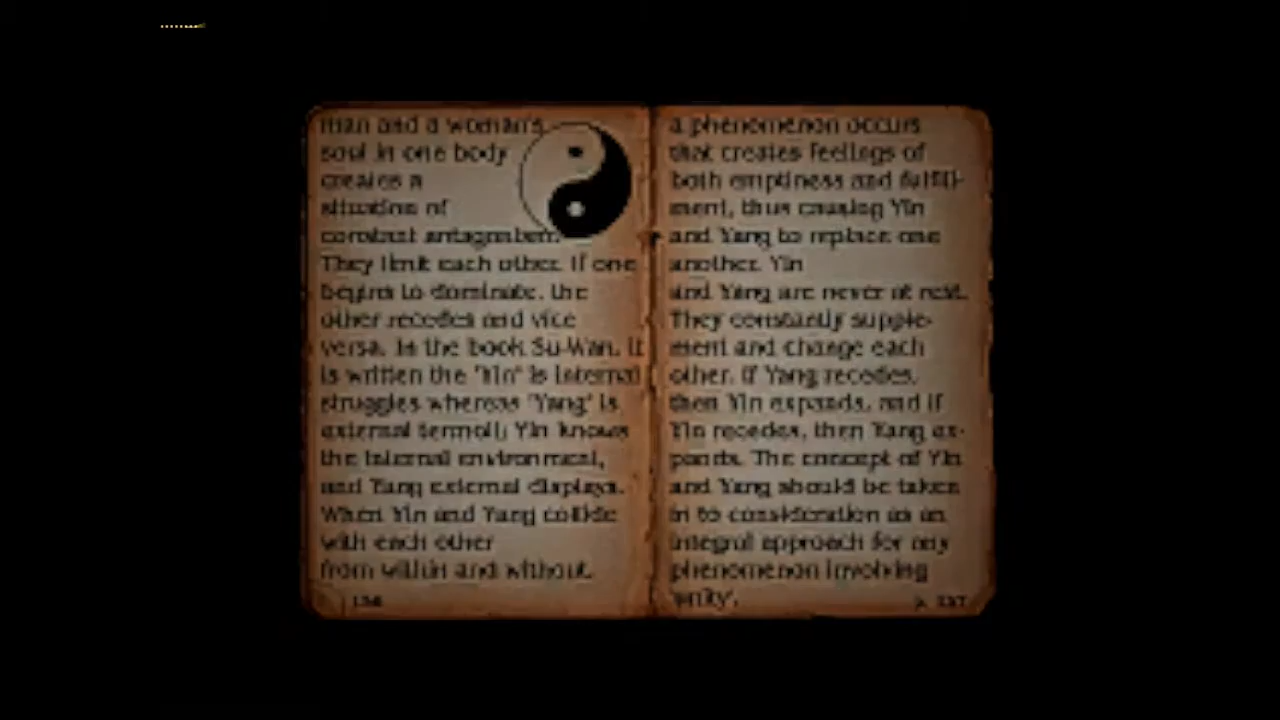 man and a woman's
soul in one body
creates a
situation of
constant antagonism.
They limit each other. If one
begins to dominate, the
other recedes and vice
versa. In the book Su-Wan, it
is written the 'Yin' is internal
struggles whereas 'Yang' is
external Yin knows
the internal environment,
and Yang external displays.
When Yin and Yang collide
with each other
from within and without.
136
a phenomenon occurs
that creates feelings of
both emptiness and fulfill-
ment, thus causing Yin
and Yang to replace one
another. Yin
and Yang are never at rest.
They constantly supple-
ment and change each
other. If Yang recedes,
then Yin expands, and if
Yin recedes, then Yang ex-
pands. The concept of Yin
and Yang should be taken
in to consideration as an
integral approach for any
phenomenon involving
'unity'.
137